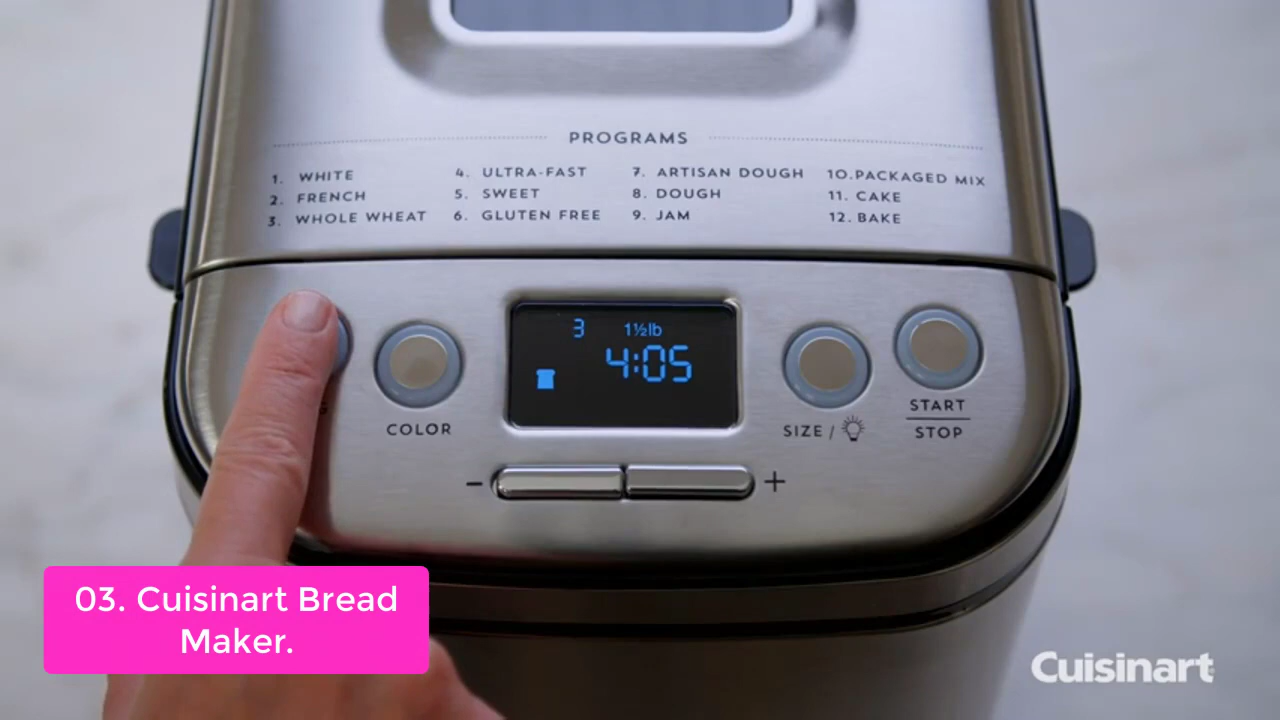 PROGRAMS
1. WHITE
2. FRENCH
3. WHOLE WHEAT
4. ULTRA-FAST
5. SWEET
6. GLUTEN FREE
7. ARTISAN DOUGH
8. DOUGH
9. JAM
10. PACKAGED MIX
11. CAKE
12. BAKE
3 1½lb
4:05
COLOR
SIZE /
START
STOP
- +
03. Cuisinart Bread
Maker.
Cuisinart